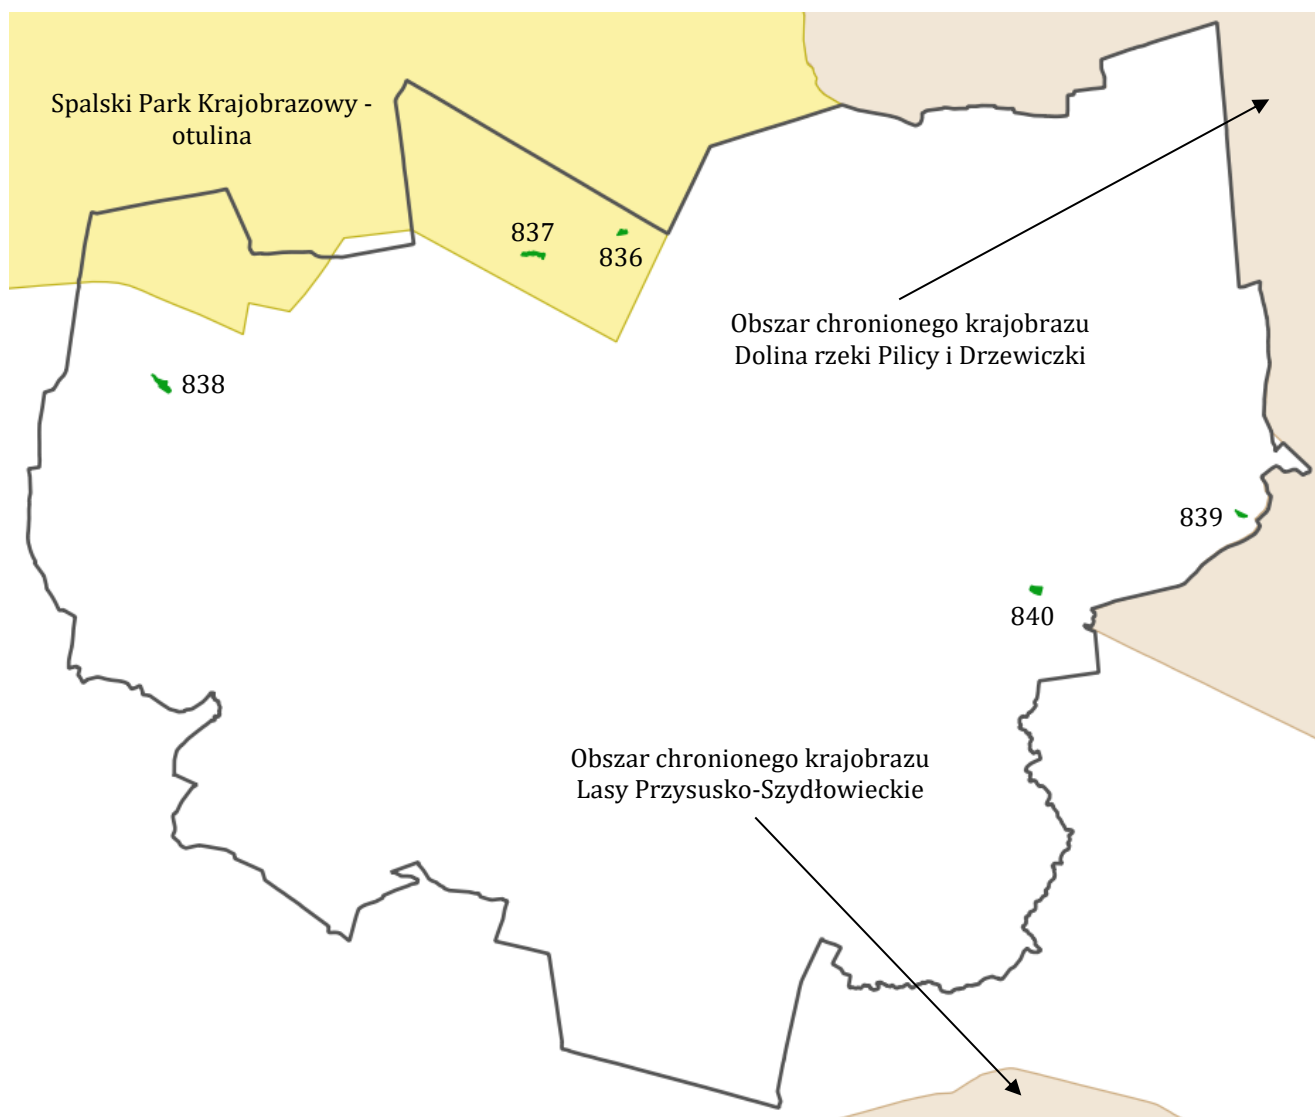 Spalski Park Krajobrazowy -
otulina
837
836
Obszar chronionego krajobrazu
Dolina rzeki Pilicy i Drzewiczki
838
839
840
Obszar chronionego krajobrazu
Lasy Przysusko-Szydłowieckie